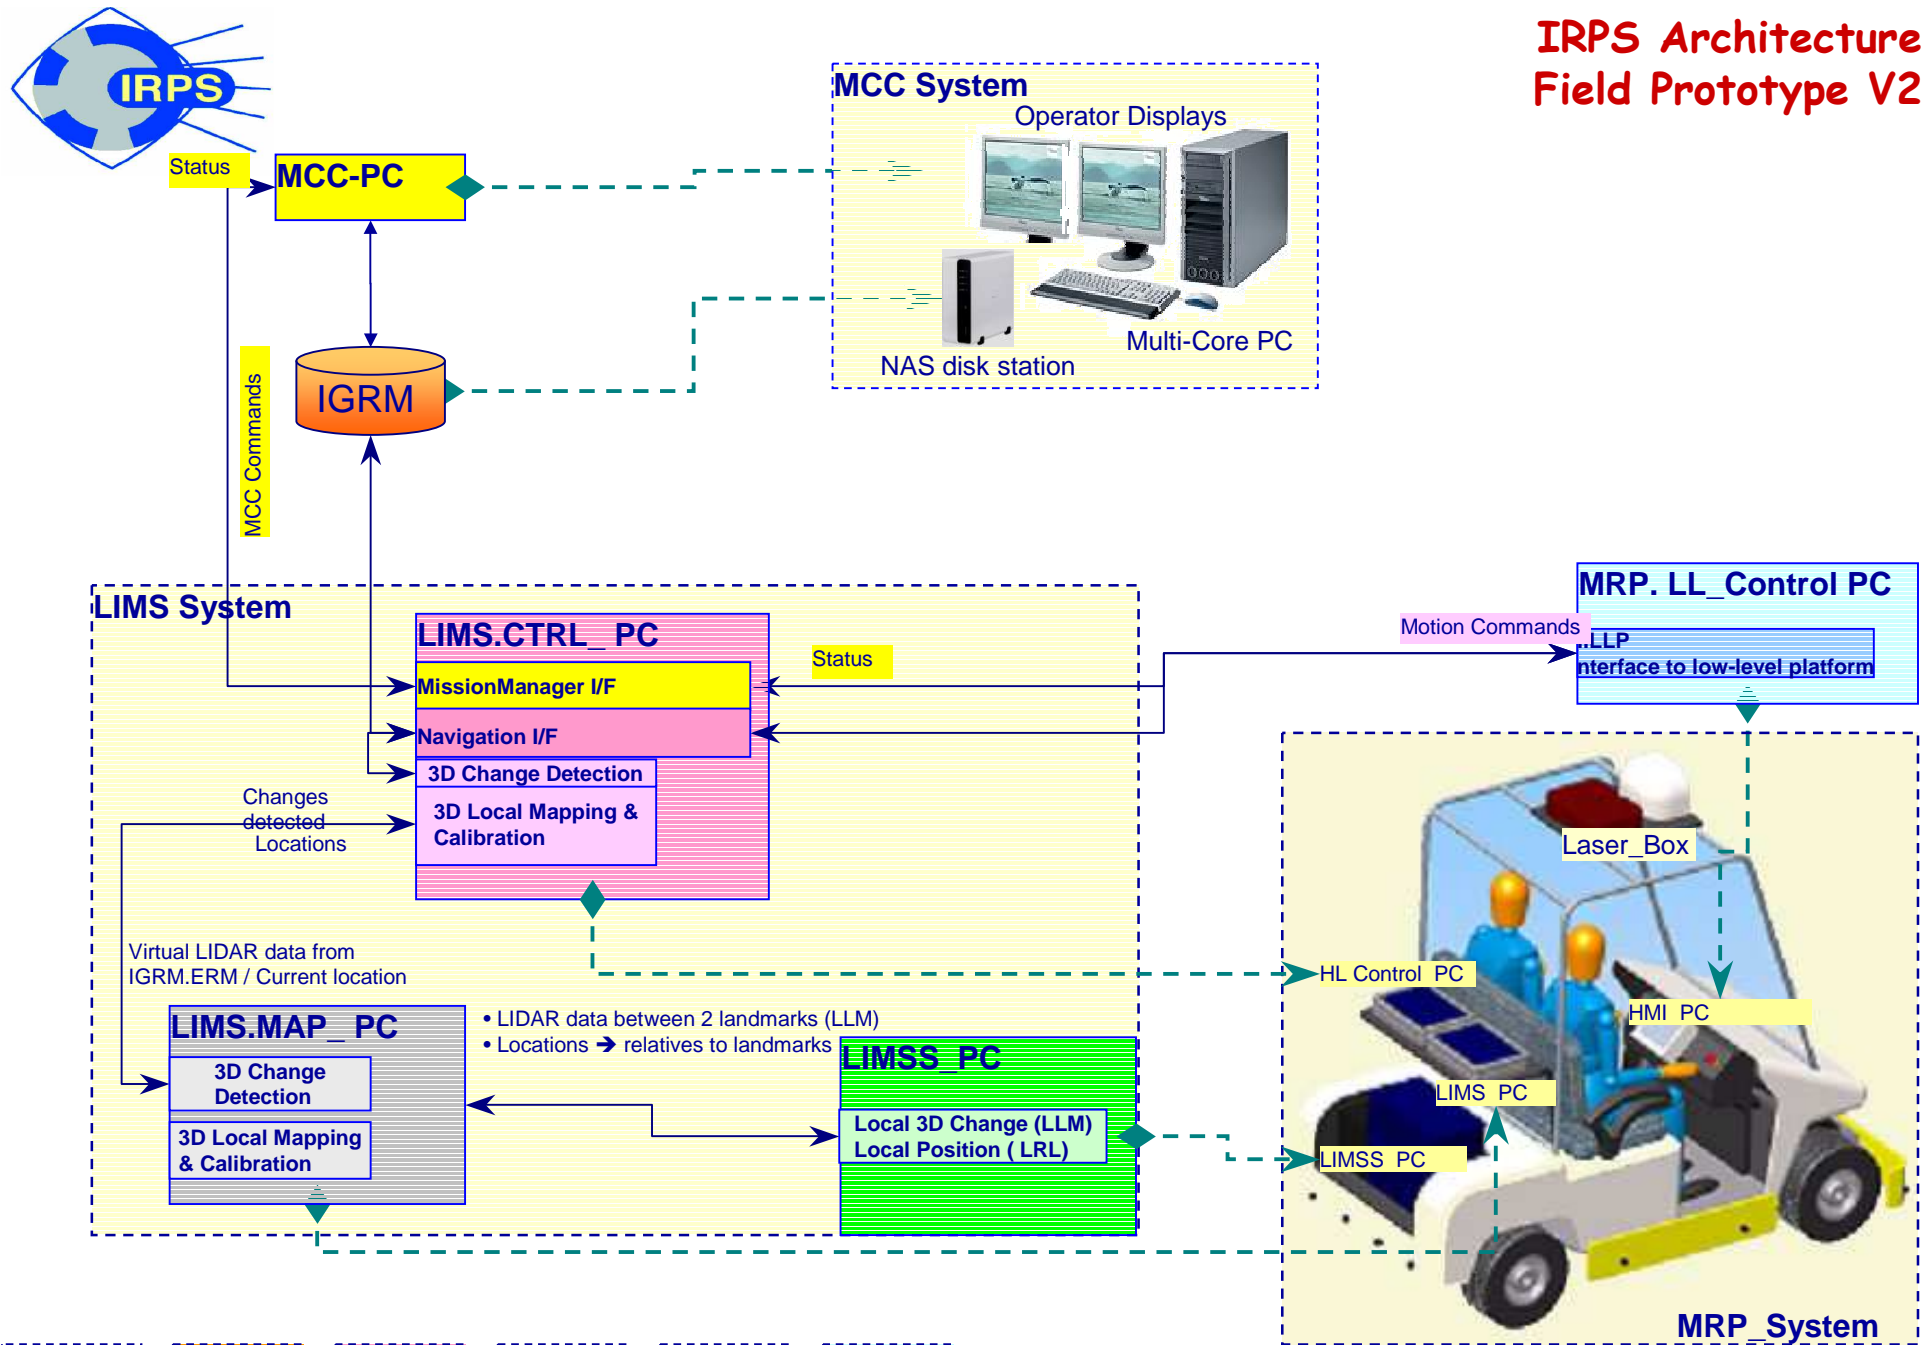 IRPS
IRPS Architecture
Field Prototype V2
MCC System
Operator Displays
Status
MCC-PC
Multi-Core PC
NAS disk station
IGRM
MCC Commands
LIMS System
LIMS.CTRL_ PC
MissionManager I/F
Navigation I/F
3D Change Detection
3D Local Mapping &
Calibration
Status
Motion Commands
MRP. LL_Control PC
.LLP
nterface to low-level platform
Changes
detected
Locations
Laser_Box
Virtual LIDAR data from
IGRM.ERM / Current location
HL Control PC
HMI PC
LIMS.MAP_ PC
3D Change
Detection
3D Local Mapping
& Calibration
• LIDAR data between 2 landmarks (LLM)
• Locations ➔ relatives to landmarks
LIMSS_PC
Local 3D Change (LLM)
Local Position ( LRL)
LIMS PC
LIMSS PC
MRP_System